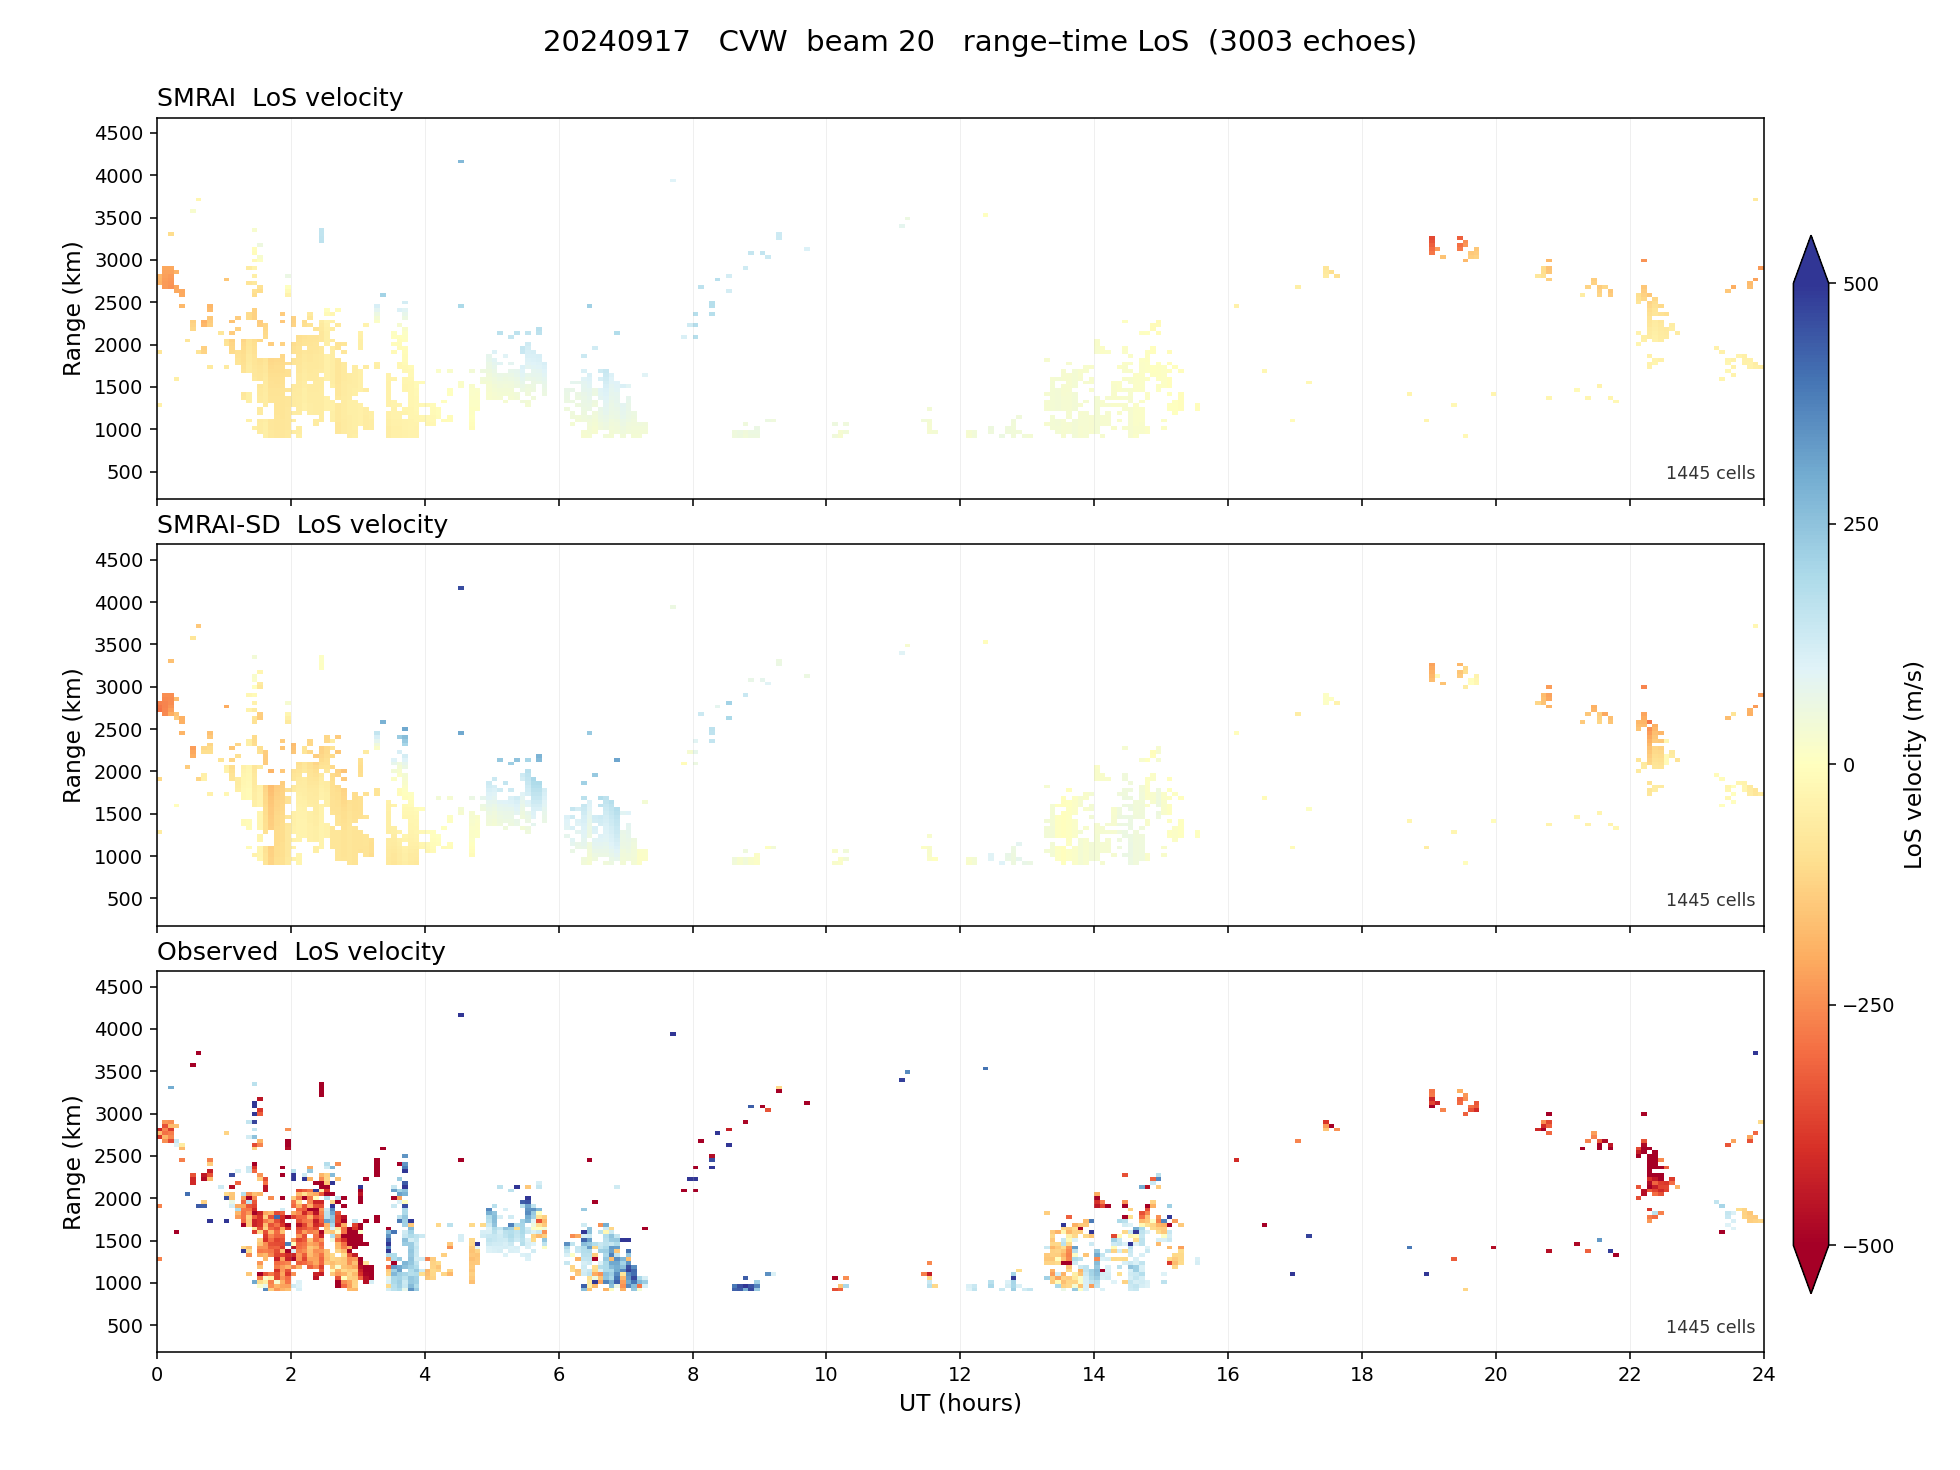 20240917   CVW  beam 20   range–time LoS  (3003 echoes)
SMRAI  LoS velocity
4500
4000
3500
3000
2500
2000
1500
1000
500
Range (km)
1445 cells
SMRAI-SD  LoS velocity
4500
4000
3500
3000
2500
2000
1500
1000
500
Range (km)
1445 cells
Observed  LoS velocity
4500
4000
3500
3000
2500
2000
1500
1000
500
Range (km)
1445 cells
0 2 4 6 8 10 12 14 16 18 20 22 24
UT (hours)
500
250
0
−250
−500
LoS velocity (m/s)